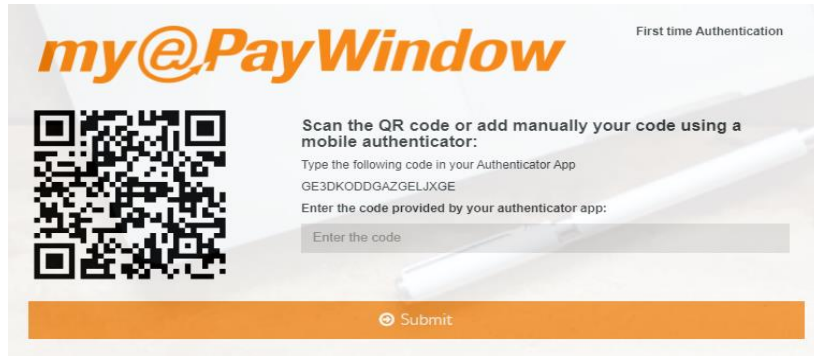 my@PayWindow
First time Authentication
Scan the QR code or add manually your code using a
mobile authenticator:
Type the following code in your Authenticator App
GE3DKODDGAZGELJXGE
Enter the code provided by your authenticator app:
Enter the code
Submit